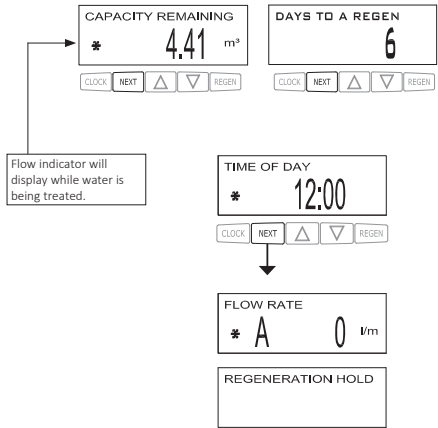 CAPACITY REMAINING
* 4.41 m³
CLOCK NEXT △ ▽ REGEN
DAYS TO A REGEN
6
CLOCK NEXT △ ▽ REGEN
Flow indicator will
display while water is
being treated.
TIME OF DAY
* 12:00
CLOCK NEXT △ ▽ REGEN
FLOW RATE
* A 0 l/m
REGENERATION HOLD